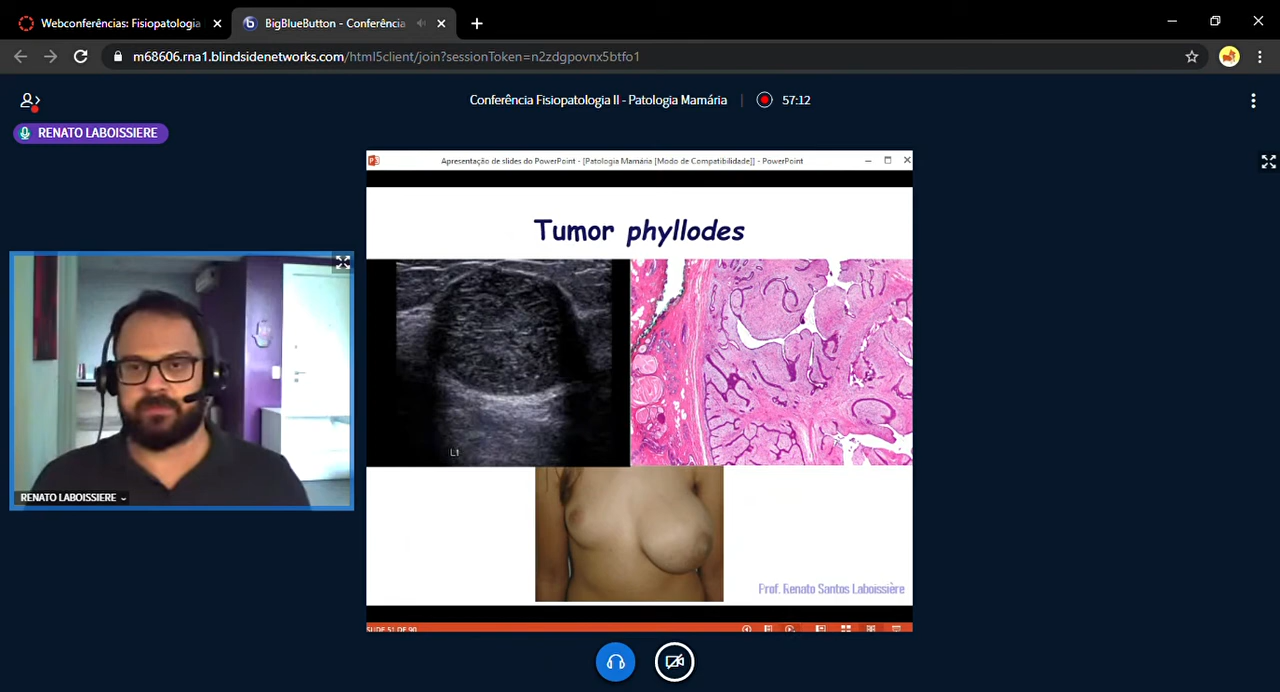 Webconferências: Fisiopatologia
BigBlueButton - Conferência
m68606.rna1.blindsidenetworks.com/html5client/join?sessionToken=n2zdgpovnx5btfo1
Conferência Fisiopatologia II - Patologia Mamária
57:12
RENATO LABOISSIERE
Apresentação de slides do PowerPoint - [Patologia Mamária [Modo de Compatibilidade]] - PowerPoint
Tumor phyllodes
Lt
RENATO LABOISSIERE
Prof. Renato Santos Laboissière
SLIDE 51 OF 90